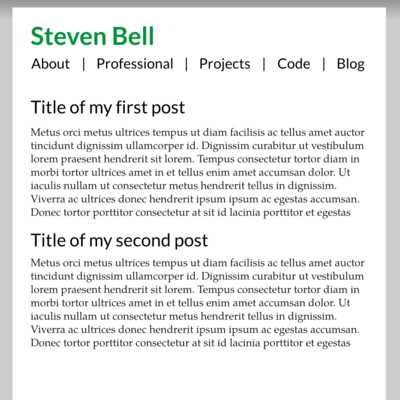 Steven Bell
About | Professional | Projects | Code | Blog
Title of my first post
Metus orci metus ultrices tempus ut diam facilisis ac tellus amet auctor
tincidunt dignissim ullamcorper id. Dignissim curabitur ut vestibulum
lorem praesent hendrerit sit lorem. Tempus consectetur tortor diam in
morbi tortor ultrices amet in et tellus enim amet accumsan dolor. Ut
iaculis nullam ut consectetur metus hendrerit tellus in dignissim.
Viverra ac ultrices donec hendrerit ipsum ipsum ac egestas accumsan.
Donec tortor porttitor consectetur at sit id lacinia porttitor et egestas
Title of my second post
Metus orci metus ultrices tempus ut diam facilisis ac tellus amet auctor
tincidunt dignissim ullamcorper id. Dignissim curabitur ut vestibulum
lorem praesent hendrerit sit lorem. Tempus consectetur tortor diam in
morbi tortor ultrices amet in et tellus enim amet accumsan dolor. Ut
iaculis nullam ut consectetur metus hendrerit tellus in dignissim.
Viverra ac ultrices donec hendrerit ipsum ipsum ac egestas accumsan.
Donec tortor porttitor consectetur at sit id lacinia porttitor et egestas